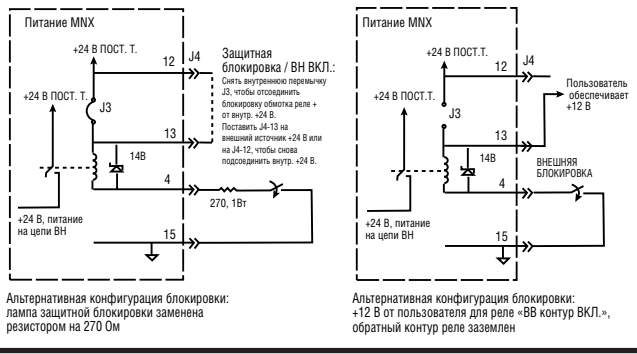 Питание MNX
+24 В ПОСТ. Т.
12
J4
+24 В ПОСТ. Т.
J3
13
14В
4
270, 1Вт
+24 В, питание
на цепи ВН
15
Защитная
блокировка / ВН ВКЛ.:
Снять внутреннюю перемычку
J3, чтобы отсоединить
блокировку обмотка реле +
от внутр. +24 В.
Поставить J4-13 на
внешний источник +24 В или
на J4-12, чтобы снова
подсоединить внутр. +24 В.
Альтернативная конфигурация блокировки:
лампа защитной блокировки заменена
резистором на 270 Ом
Питание MNX
+24 В ПОСТ. Т.
12
J4
Пользователь
обеспечивает
+12 В
+24 В ПОСТ. Т.
J3
13
14В
ВНЕШНЯЯ
БЛОКИРОВКА
4
+24 В, питание
на цепи ВН
15
Альтернативная конфигурация блокировки:
+12 В от пользователя для реле «ВВ контур ВКЛ.»,
обратный контур реле заземлен